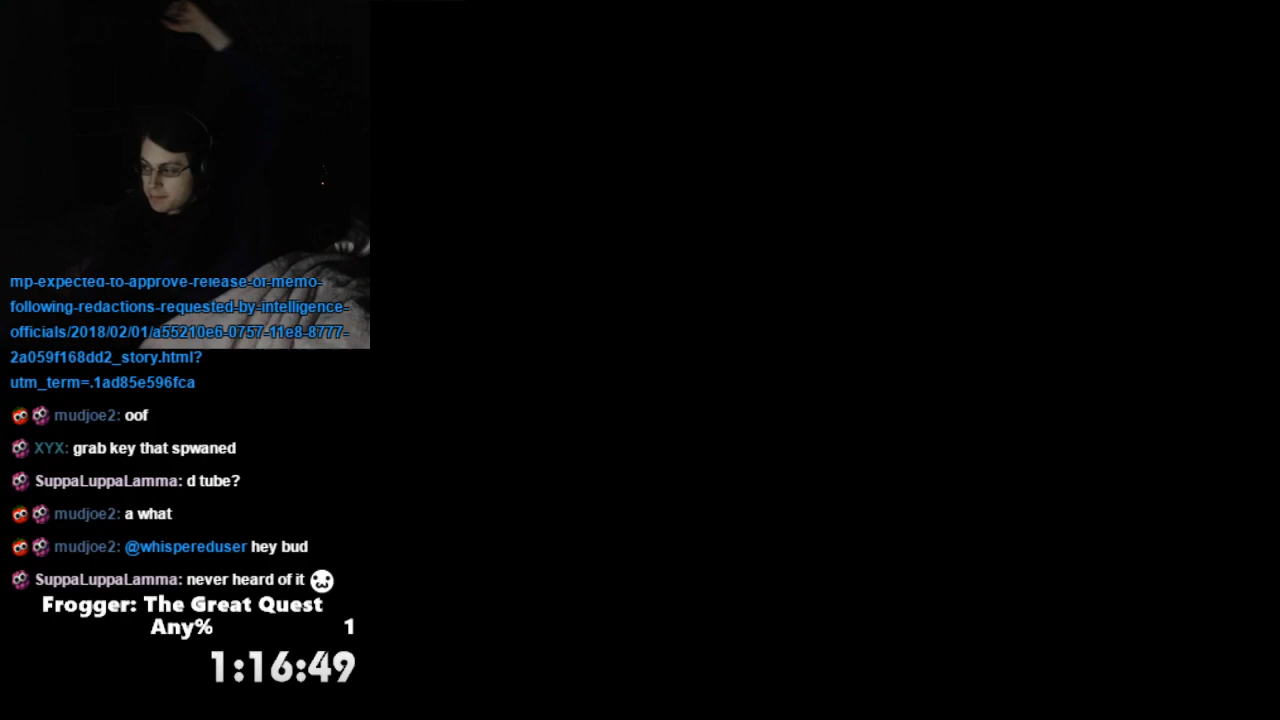 mp-expected-to-approve-release-of-memo-
following-redactions-requested-by-intelligence-
officials/2018/02/01/a55210e6-0757-11e8-8777-
2a059f168dd2_story.html?
utm_term=.1ad85e596fca
mudjoe2: oof
XYX: grab key that spwaned
SuppaLuppaLamma: d tube?
mudjoe2: a what
mudjoe2: @whispereduser hey bud
SuppaLuppaLamma: never heard of it
Frogger: The Great Quest
Any% 1
1:16:49